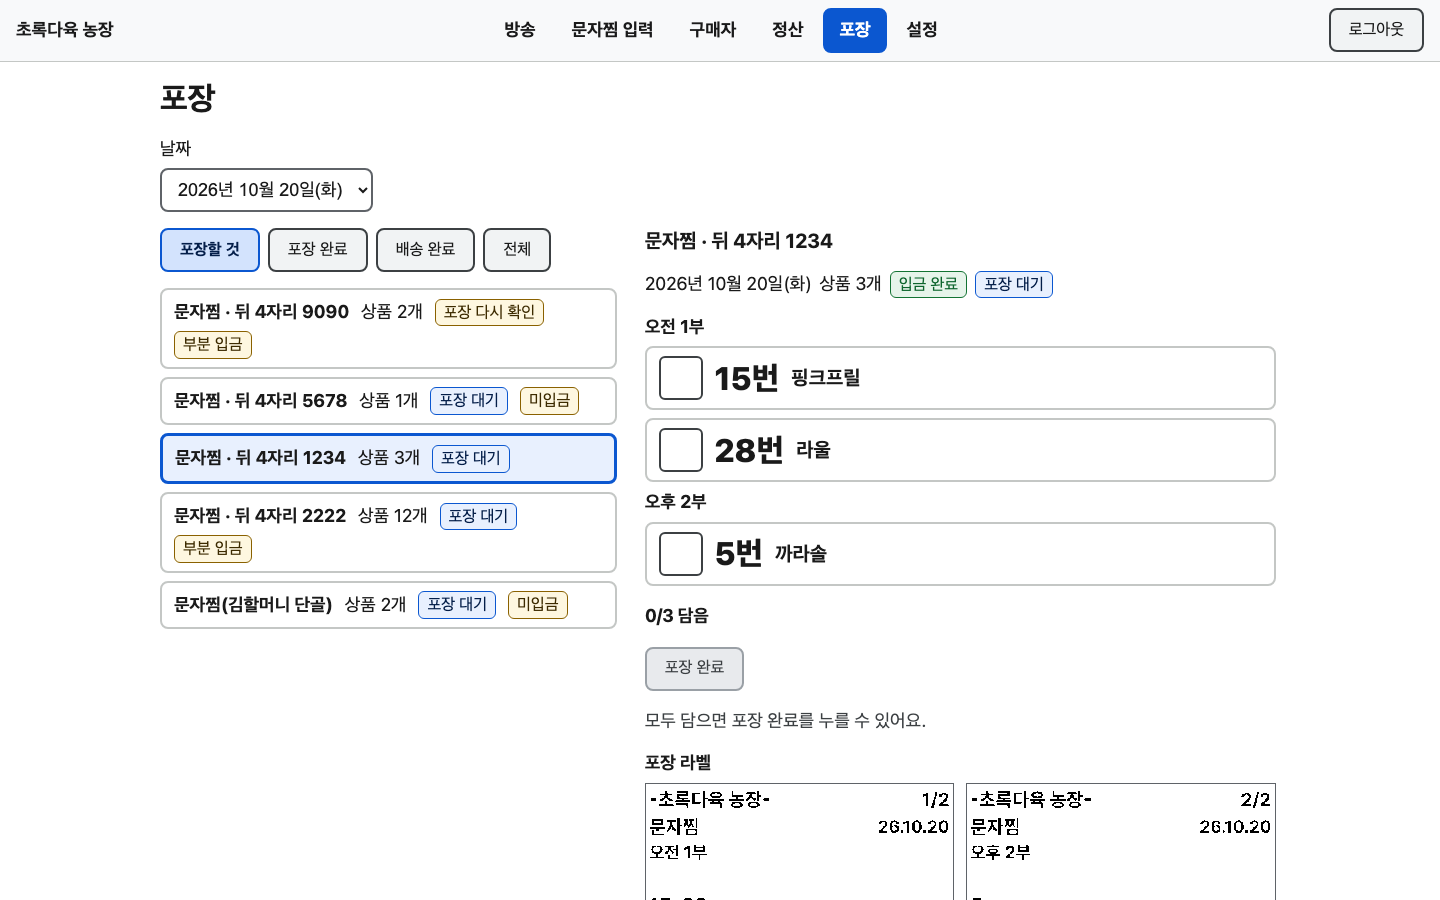 초록다육 농장
방송 문자찜 입력 구매자 정산 포장 설정
로그아웃
포장
날짜
2026년 10월 20일(화)
포장할 것 포장 완료 배송 완료 전체
문자찜 · 뒤 4자리 9090 상품 2개 포장 다시 확인
부분 입금
문자찜 · 뒤 4자리 5678 상품 1개 포장 대기 미입금
문자찜 · 뒤 4자리 1234 상품 3개 포장 대기
문자찜 · 뒤 4자리 2222 상품 12개 포장 대기
부분 입금
문자찜(김할머니 단골) 상품 2개 포장 대기 미입금
문자찜 · 뒤 4자리 1234
2026년 10월 20일(화) 상품 3개 입금 완료 포장 대기
오전 1부
15번 핑크프릴
28번 라울
오후 2부
5번 까라솔
0/3 담음
포장 완료
모두 담으면 포장 완료를 누를 수 있어요.
포장 라벨
-초록다육 농장- 1/2
문자찜 26.10.20
오전 1부
-초록다육 농장- 2/2
문자찜 26.10.20
오후 2부